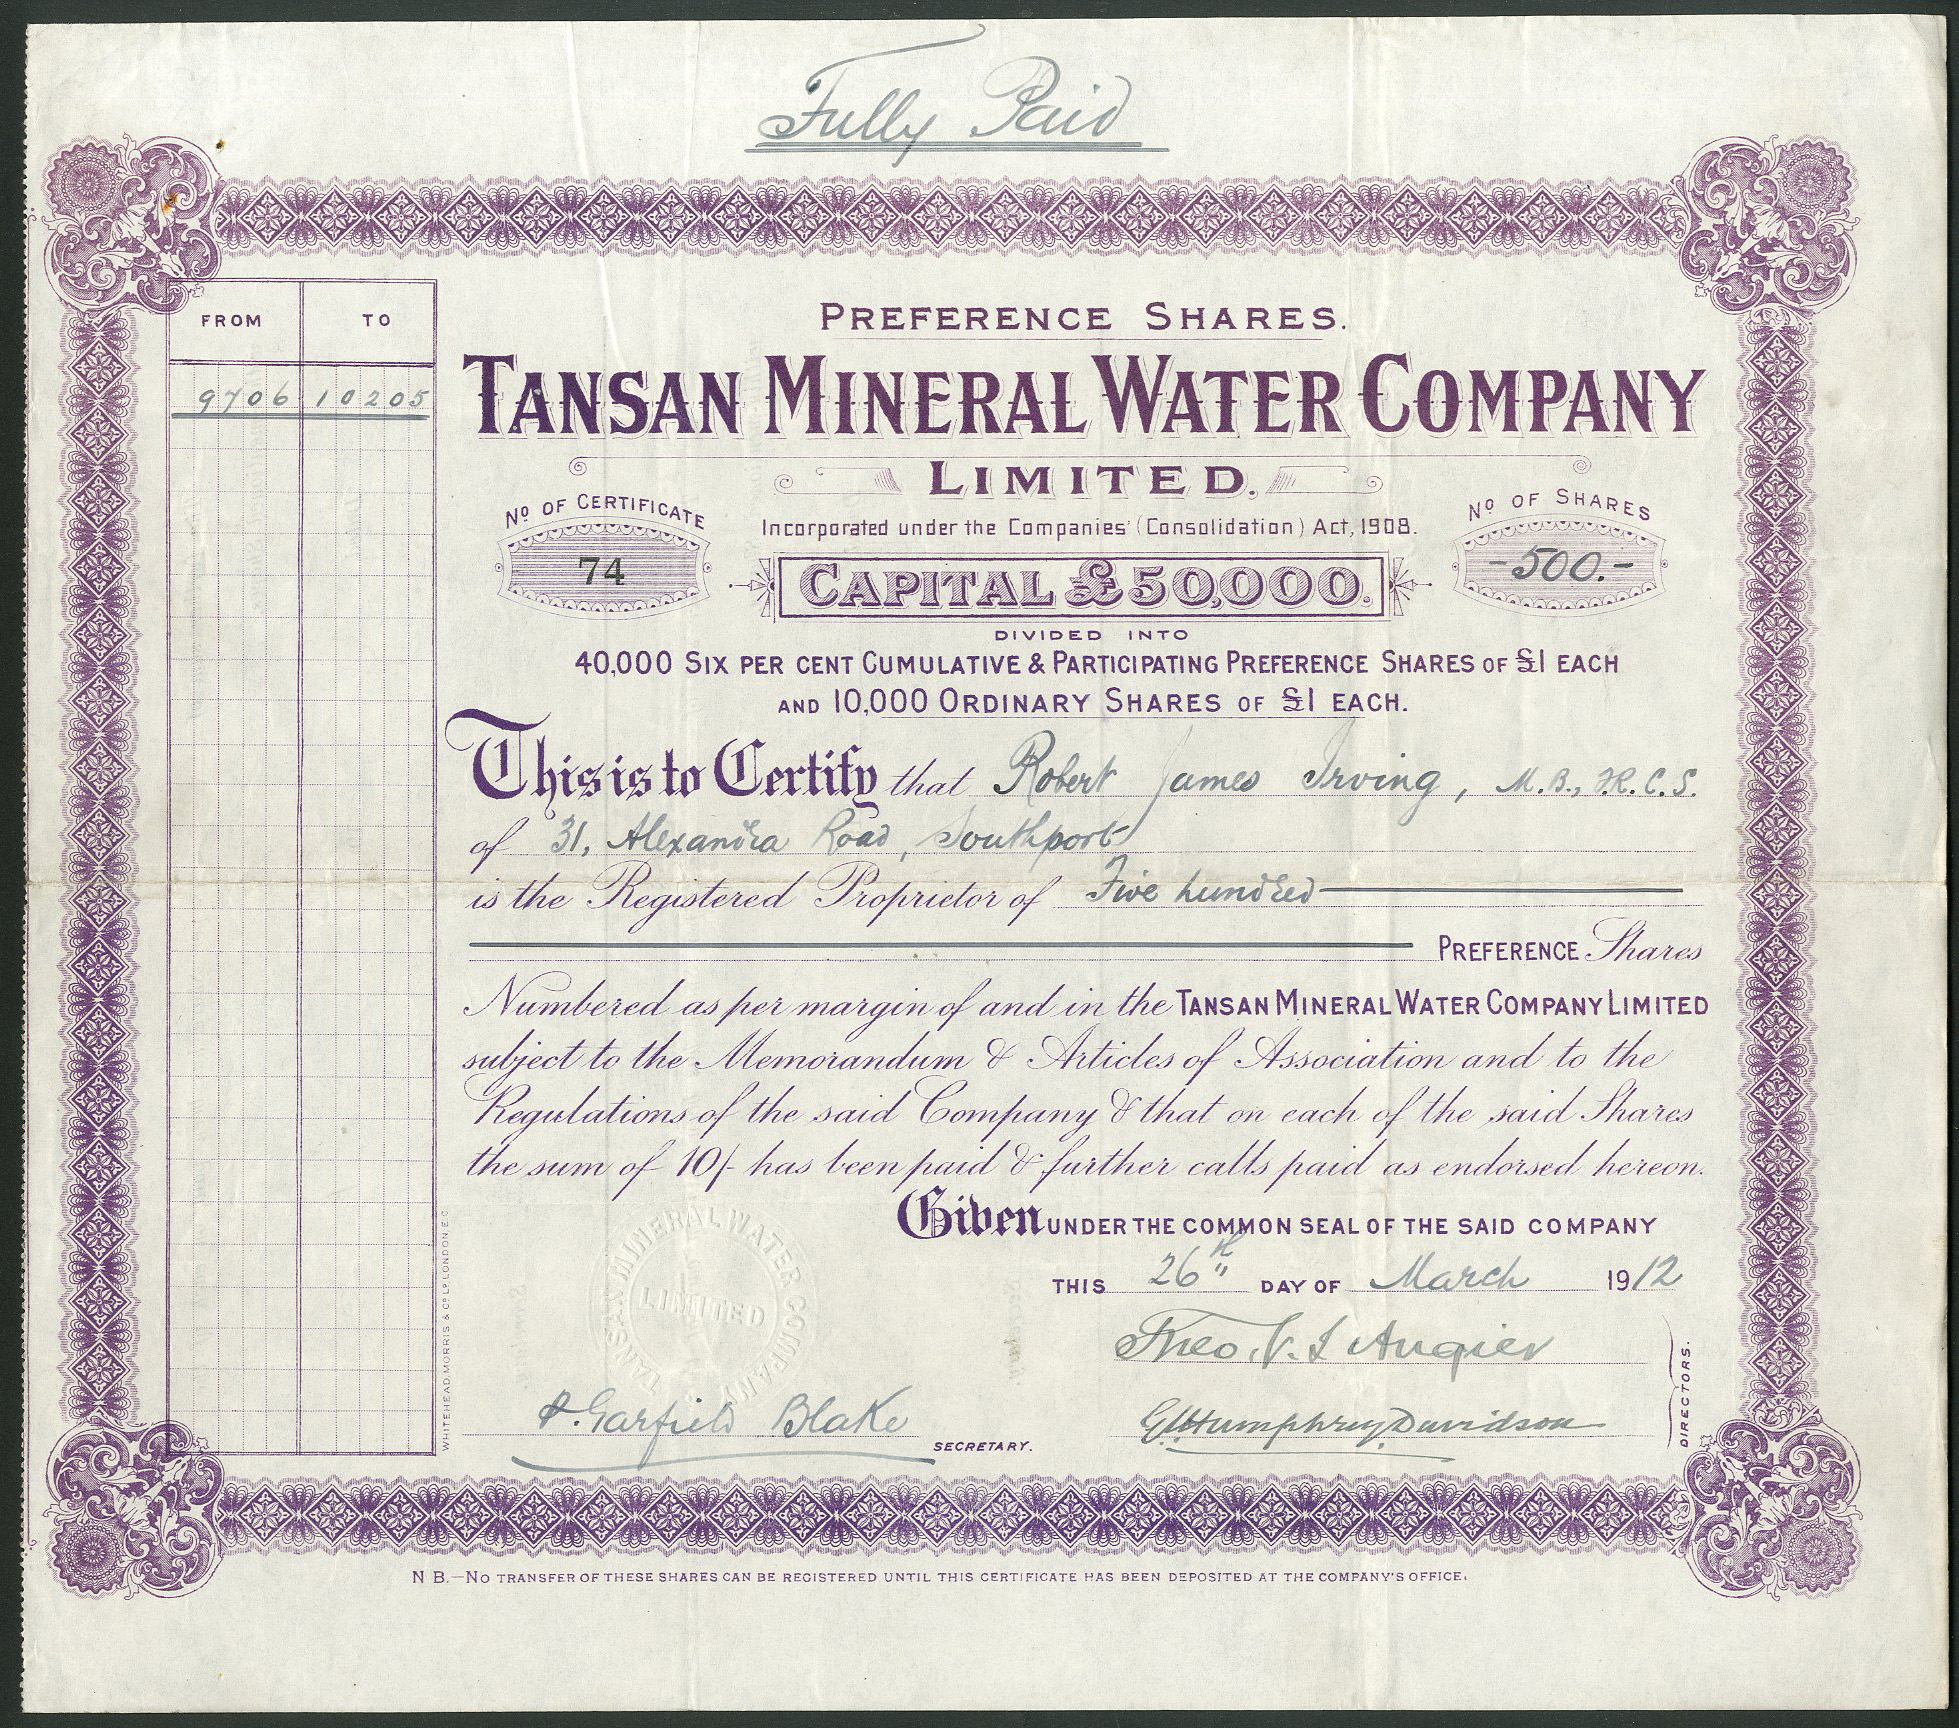 Fully Paid
FROM TO
9706 10205
PREFERENCE SHARES.
TANSAN MINERAL WATER COMPANY
LIMITED.
Nº OF CERTIFICATE
74
Nº OF SHARES
-500.-
Incorporated under the Companies' (Consolidation) Act, 1908.
CAPITAL £50,000.
DIVIDED INTO
40,000 SIX PER CENT CUMULATIVE & PARTICIPATING PREFERENCE SHARES OF £1 EACH
AND 10,000 ORDINARY SHARES OF £1 EACH.
This is to Certify that Robert James Irving, M.B., F.R.C.S.
of 31, Alexandra Road, Southport
is the Registered Proprietor of Five hundred
PREFERENCE Shares
Numbered as per margin of and in the TANSAN MINERAL WATER COMPANY LIMITED
subject to the Memorandum & Articles of Association and to the
Regulations of the said Company & that on each of the said Shares
the sum of 10/- has been paid & further calls paid as endorsed hereon.
Given UNDER THE COMMON SEAL OF THE SAID COMPANY
THIS 26th DAY OF March 1912
TANSAN MINERAL WATER COMPANY
LIMITED
Theo. V. S. Angier
A. Garfield Blake
SECRETARY.
G. Humphrey Davidson
DIRECTORS.
WHITEHEAD, MORRIS & Cº Lº LONDON, E.C.
N B.—NO TRANSFER OF THESE SHARES CAN BE REGISTERED UNTIL THIS CERTIFICATE HAS BEEN DEPOSITED AT THE COMPANY'S OFFICE.